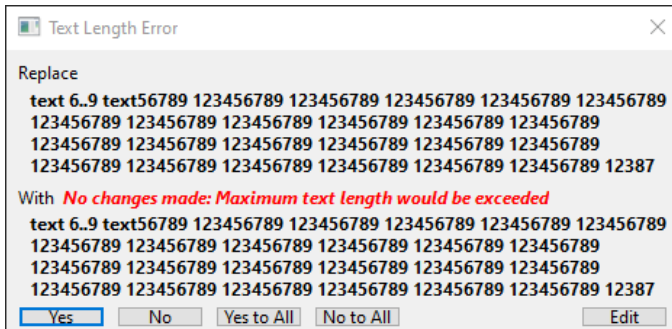 Text Length Error
Replace
text 6..9 text56789 123456789 123456789 123456789 123456789 123456789
123456789 123456789 123456789 123456789 123456789 123456789
123456789 123456789 123456789 123456789 123456789 123456789
123456789 123456789 123456789 123456789 123456789 123456789 12387
With No changes made: Maximum text length would be exceeded
text 6..9 text56789 123456789 123456789 123456789 123456789 123456789
123456789 123456789 123456789 123456789 123456789 123456789
123456789 123456789 123456789 123456789 123456789 123456789
123456789 123456789 123456789 123456789 123456789 123456789 12387
Yes No Yes to All No to All Edit